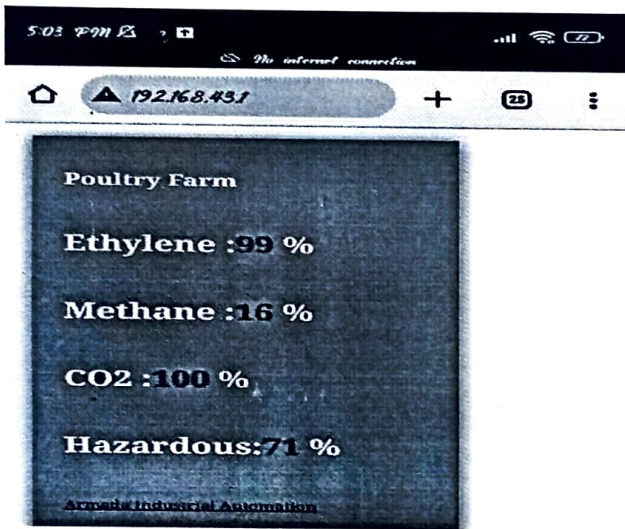 5:03 PM
No internet connection
192.168.43.1
28
Poultry Farm
Ethylene :99 %
Methane :16 %
CO2 :100 %
Hazardous:71 %
Armada Industrial Automation